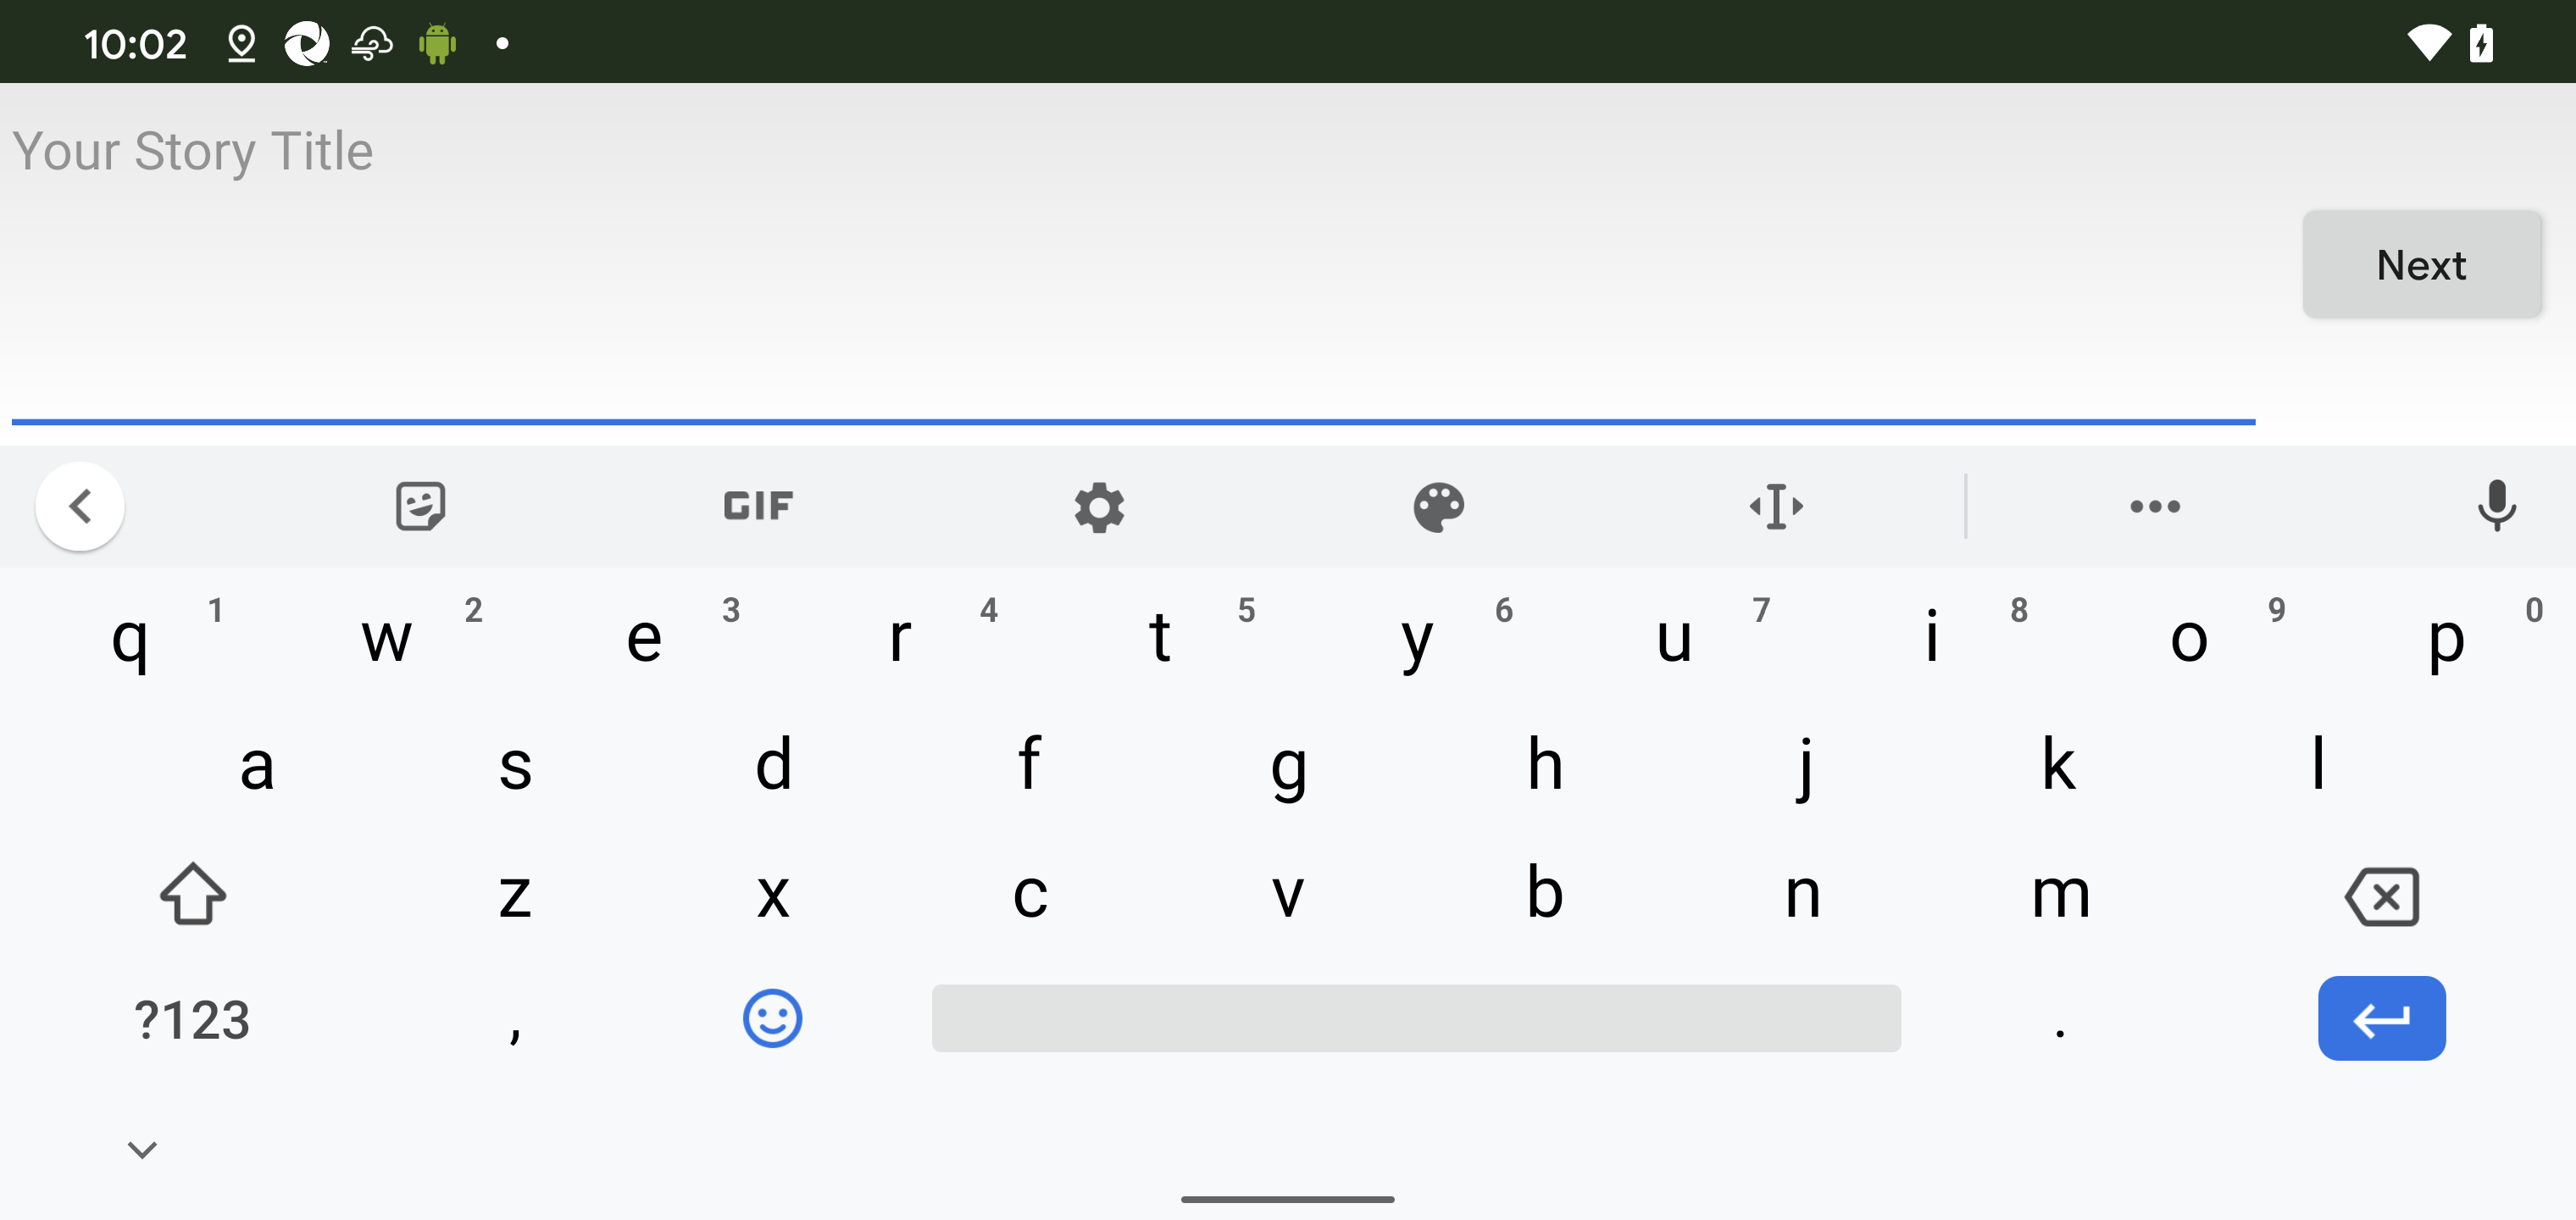 10:02
Your Story Title
Next
GIF
q 1 w 2 e 3 r 4 t 5 y 6 u 7 i 8 o 9 p 0
a s d f g h j k l
z x c v b n m
?123 , .